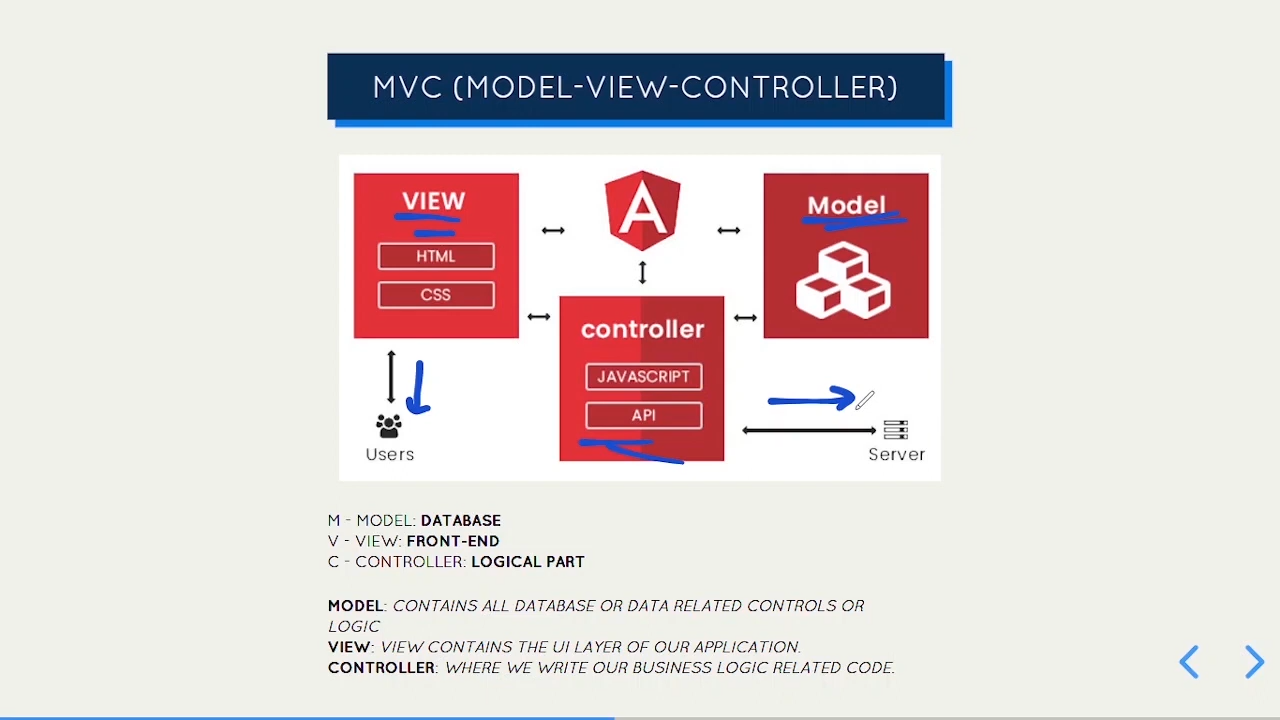 MVC (MODEL-VIEW-CONTROLLER)
VIEW
HTML
CSS
A
Model
controller
JAVASCRIPT
API
Users
Server
M - MODEL: DATABASE
V - VIEW: FRONT-END
C - CONTROLLER: LOGICAL PART
MODEL: CONTAINS ALL DATABASE OR DATA RELATED CONTROLS OR
LOGIC
VIEW: VIEW CONTAINS THE UI LAYER OF OUR APPLICATION.
CONTROLLER: WHERE WE WRITE OUR BUSINESS LOGIC RELATED CODE.